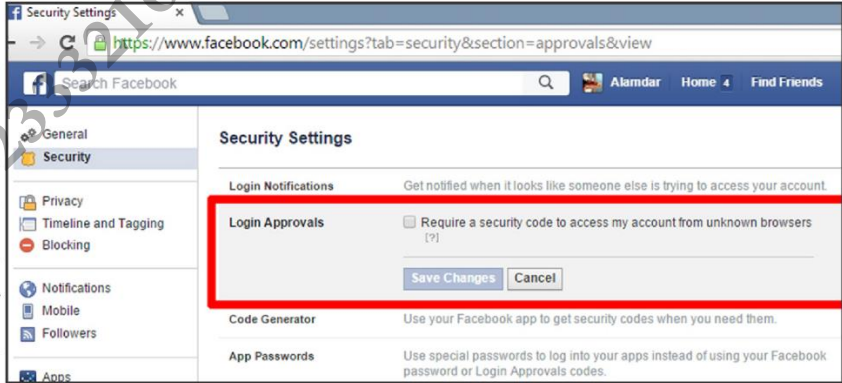 Security Settings ×
https://www.facebook.com/settings?tab=security&section=approvals&view
f Search Facebook Alamdar Home 4 Find Friends
General
Security
Privacy
Timeline and Tagging
Blocking
Notifications
Mobile
Followers
Apps
Security Settings
Login Notifications Get notified when it looks like someone else is trying to access your account.
Login Approvals Require a security code to access my account from unknown browsers
[?]
Save Changes Cancel
Code Generator Use your Facebook app to get security codes when you need them.
App Passwords Use special passwords to log into your apps instead of using your Facebook
password or Login Approvals codes.